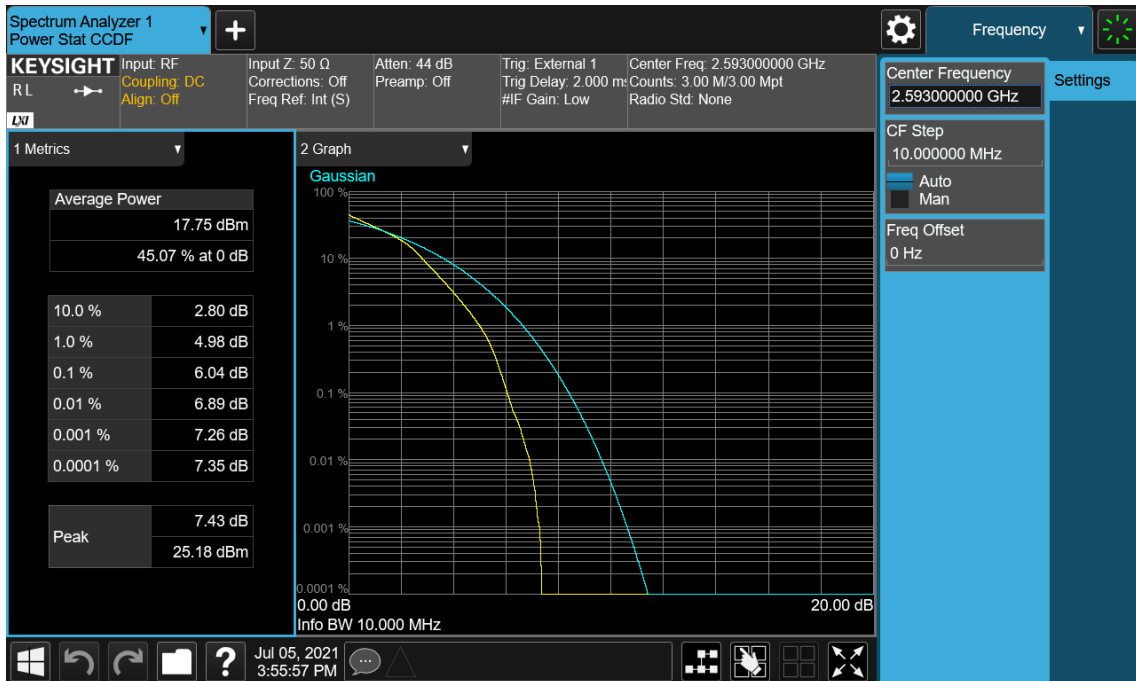 Spectrum Analyzer 1
Power Stat CCDF
Frequency
KEYSIGHT
R L
LXI
Input: RF
Coupling: DC
Align: Off
Input Z: 50 Ω
Corrections: Off
Freq Ref: Int (S)
Atten: 44 dB
Preamp: Off
Trig: External 1
Trig Delay: 2.000 ms
#IF Gain: Low
Center Freq: 2.593000000 GHz
Counts: 3.00 M/3.00 Mpt
Radio Std: None
Center Frequency
2.593000000 GHz
Settings
CF Step
10.000000 MHz
Auto
Man
Freq Offset
0 Hz
1 Metrics
Average Power
17.75 dBm
45.07 % at 0 dB
10.0 % 2.80 dB
1.0 % 4.98 dB
0.1 % 6.04 dB
0.01 % 6.89 dB
0.001 % 7.26 dB
0.0001 % 7.35 dB
Peak
7.43 dB
25.18 dBm
2 Graph
Gaussian
100 %
10 %
1 %
0.1 %
0.01 %
0.001 %
0.0001 %
0.00 dB 20.00 dB
Info BW 10.000 MHz
?
Jul 05, 2021
3:55:57 PM